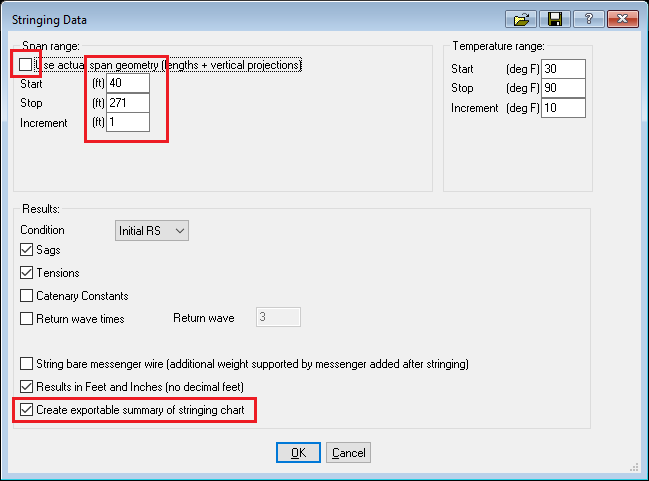 Stringing Data
?
Span range:
Use actual span geometry (lengths + vertical projections)
Start (ft) 40
Stop (ft) 271
Increment (ft) 1
Temperature range:
Start (deg F) 30
Stop (deg F) 90
Increment (deg F) 10
Results:
Condition Initial RS
Sags
Tensions
Catenary Constants
Return wave times Return wave 3
String bare messenger wire (additional weight supported by messenger added after stringing)
Results in Feet and Inches (no decimal feet)
Create exportable summary of stringing chart
OK Cancel